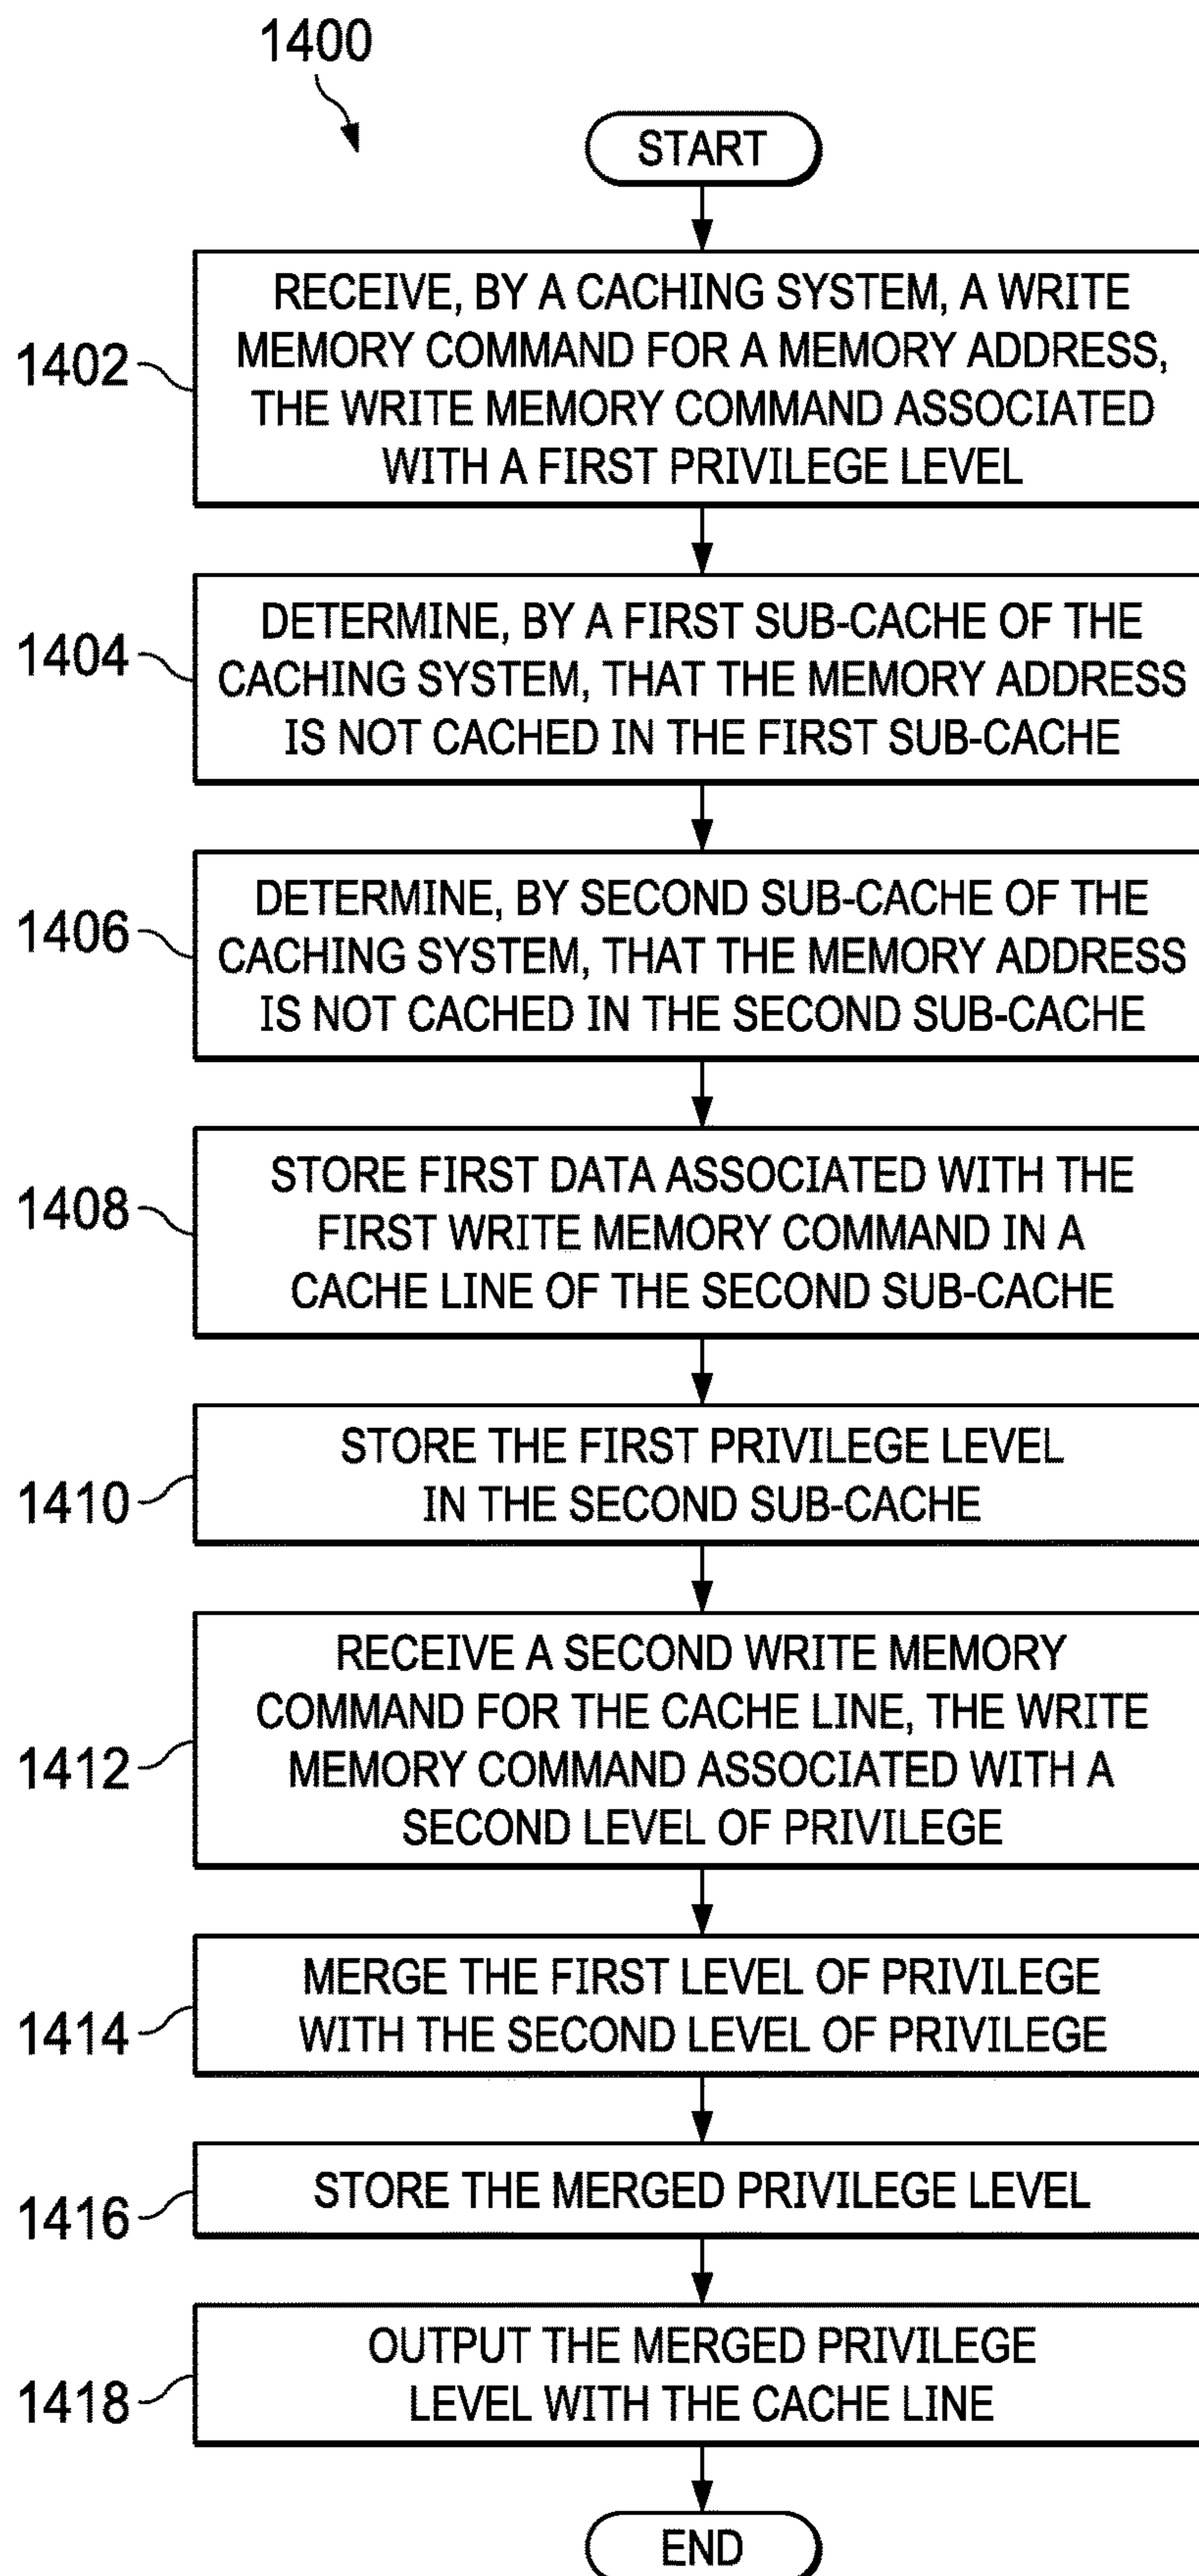 1400
START
1402
RECEIVE, BY A CACHING SYSTEM, A WRITE
MEMORY COMMAND FOR A MEMORY ADDRESS,
THE WRITE MEMORY COMMAND ASSOCIATED
WITH A FIRST PRIVILEGE LEVEL
1404
DETERMINE, BY A FIRST SUB-CACHE OF THE
CACHING SYSTEM, THAT THE MEMORY ADDRESS
IS NOT CACHED IN THE FIRST SUB-CACHE
1406
DETERMINE, BY SECOND SUB-CACHE OF THE
CACHING SYSTEM, THAT THE MEMORY ADDRESS
IS NOT CACHED IN THE SECOND SUB-CACHE
1408
STORE FIRST DATA ASSOCIATED WITH THE
FIRST WRITE MEMORY COMMAND IN A
CACHE LINE OF THE SECOND SUB-CACHE
1410
STORE THE FIRST PRIVILEGE LEVEL
IN THE SECOND SUB-CACHE
1412
RECEIVE A SECOND WRITE MEMORY
COMMAND FOR THE CACHE LINE, THE WRITE
MEMORY COMMAND ASSOCIATED WITH A
SECOND LEVEL OF PRIVILEGE
1414
MERGE THE FIRST LEVEL OF PRIVILEGE
WITH THE SECOND LEVEL OF PRIVILEGE
1416
STORE THE MERGED PRIVILEGE LEVEL
1418
OUTPUT THE MERGED PRIVILEGE
LEVEL WITH THE CACHE LINE
END